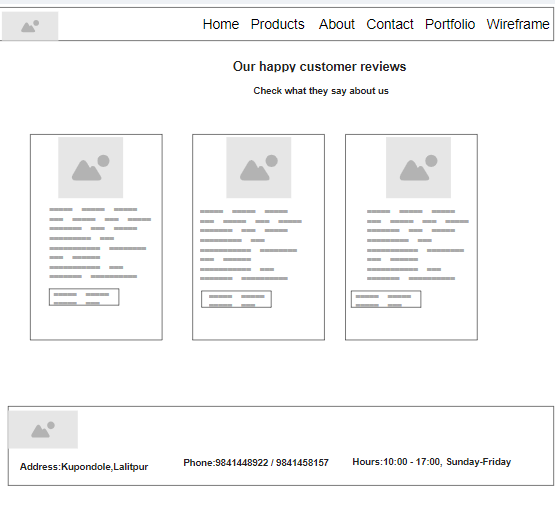 Home Products About Contact Portfolio Wireframe
Our happy customer reviews
Check what they say about us
Address:Kupondole,Lalitpur
Phone:9841448922 / 9841458157
Hours:10:00 - 17:00, Sunday-Friday